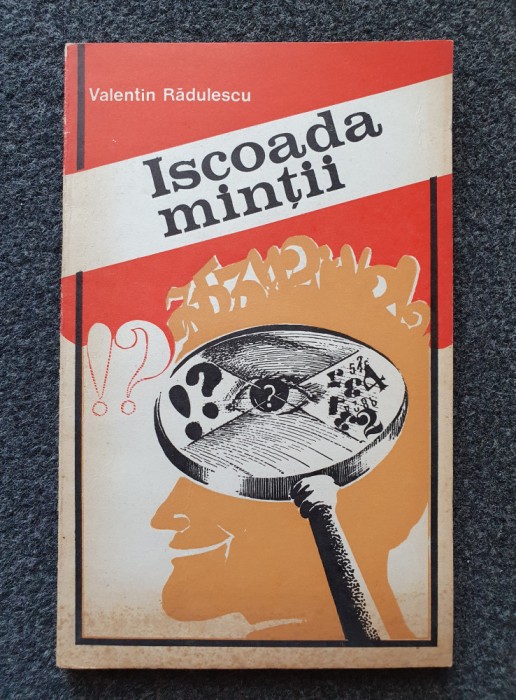 Valentin Rădulescu
Iscoada
minții
!?
!?
?